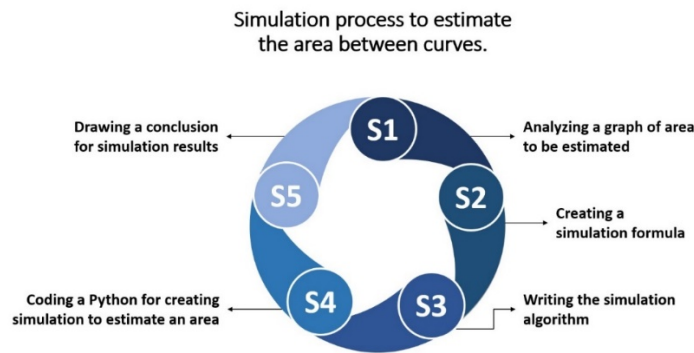 Simulation process to estimate
the area between curves.
S1
Analyzing a graph of area
to be estimated
S2
Creating a
simulation formula
S3
Writing the simulation
algorithm
S4
Coding a Python for creating
simulation to estimate an area
S5
Drawing a conclusion
for simulation results